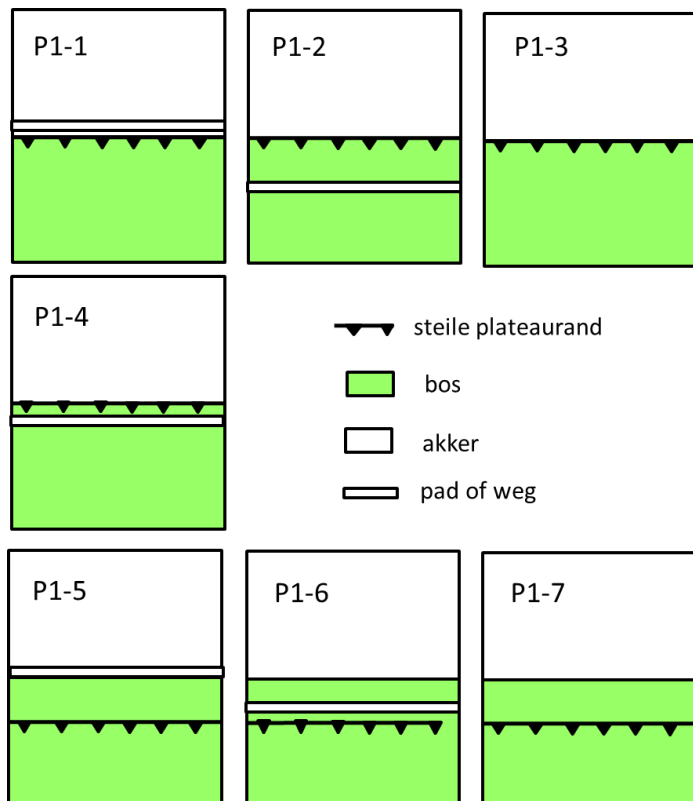 P1-1
P1-2
P1-3
P1-4
steile plateaurand
bos
akker
pad of weg
P1-5
P1-6
P1-7